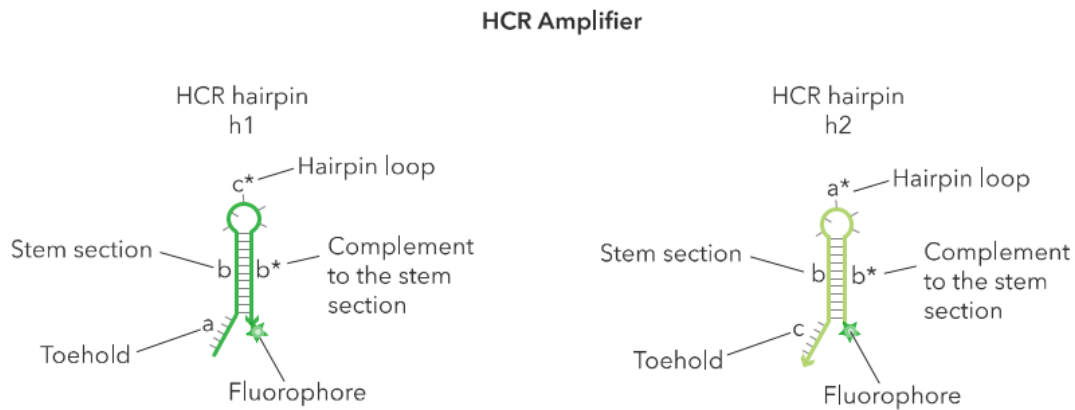 HCR Amplifier
HCR hairpin
h1
c*
Hairpin loop
Stem section
b
b*
Complement
to the stem
section
a
Toehold
Fluorophore
HCR hairpin
h2
a*
Hairpin loop
Stem section
b
b*
Complement
to the stem
section
c
Toehold
Fluorophore